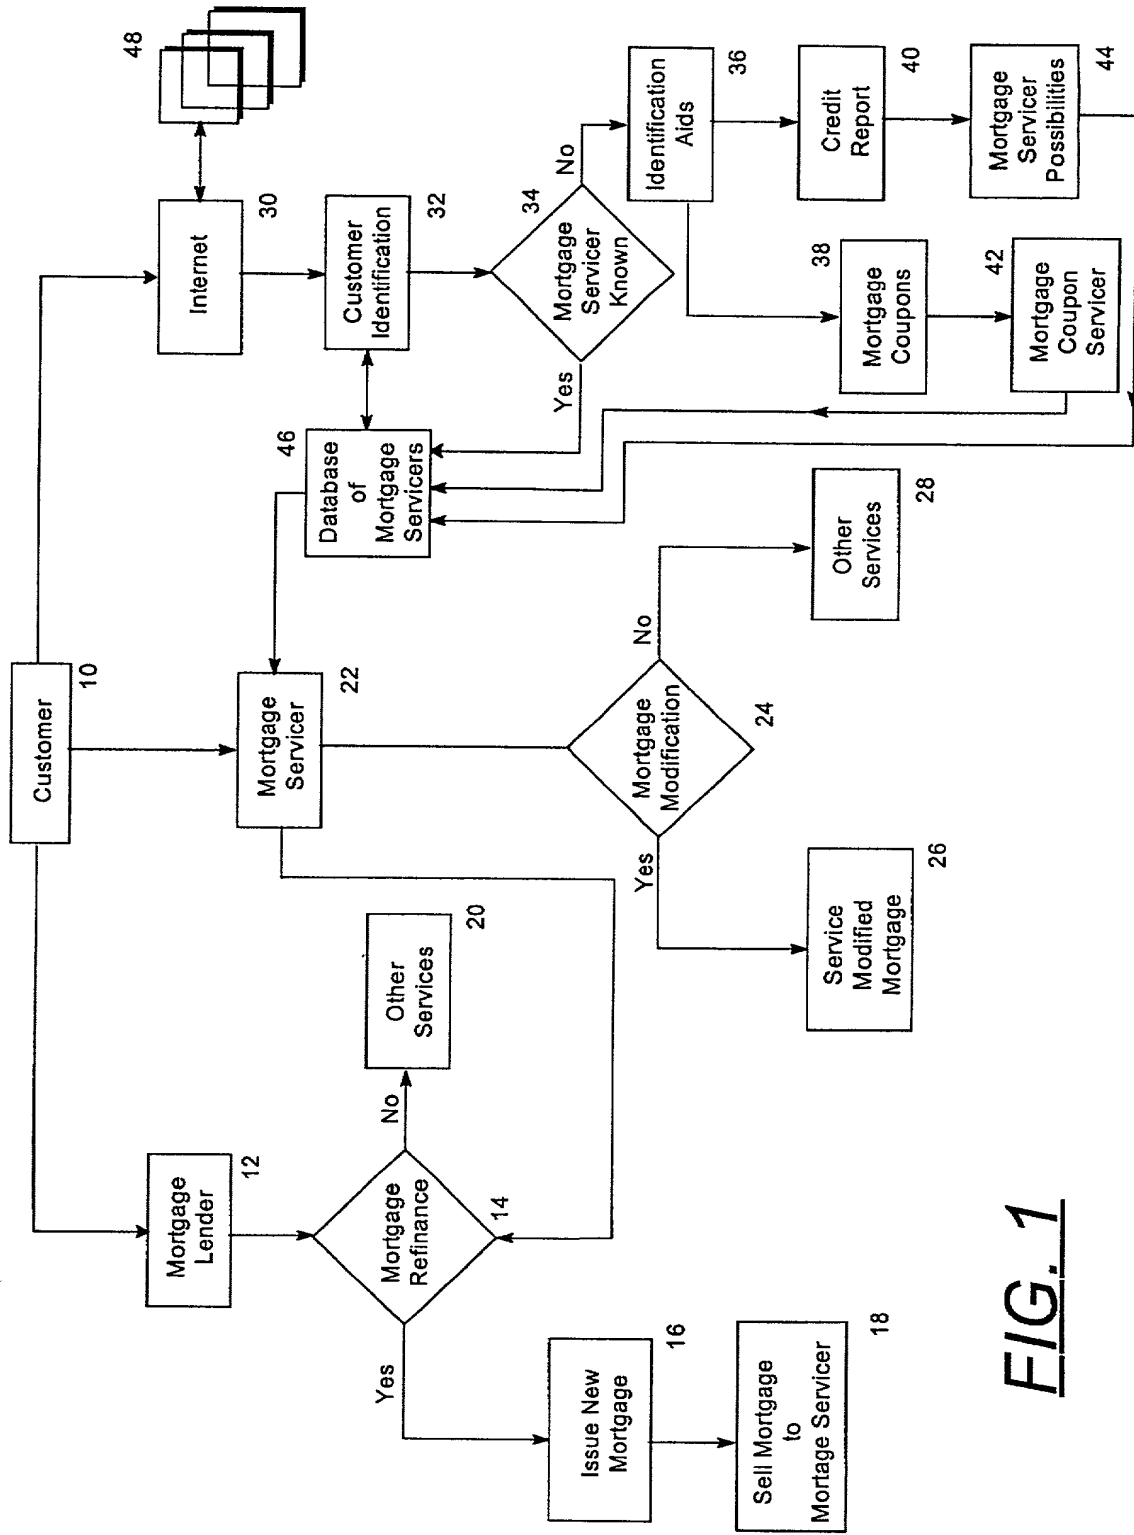 Customer
10
Mortgage
Lender
12
Mortgage
Refinance
14
Yes
No
Issue New
Mortgage
16
Sell Mortgage
to
Mortage Servicer
18
Other
Services
20
Mortgage
Servicer
22
Mortgage
Modification
24
Yes
No
Service
Modified
Mortgage
26
Other
Services
28
Internet
30
48
Customer
Identification
32
Database
of
Mortgage
Servicers
46
Mortgage
Servicer
Known
34
Yes
No
Identification
Aids
36
Mortgage
Coupons
38
Credit
Report
40
Mortgage
Coupon
Servicer
42
Mortgage
Servicer
Possibilities
44
FIG. 1